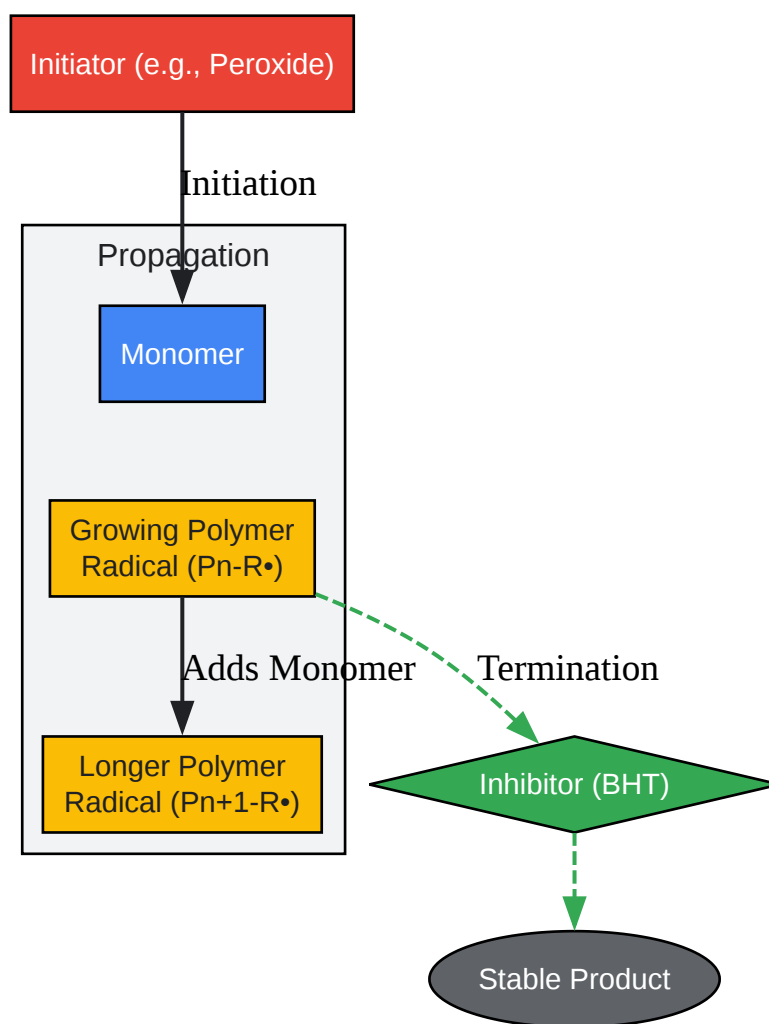 Initiator (e.g., Peroxide)
Initiation
Propagation
Monomer
Growing Polymer
Radical (Pn-R•)
Adds Monomer
Termination
Longer Polymer
Radical (Pn+1-R•)
Inhibitor (BHT)
Stable Product